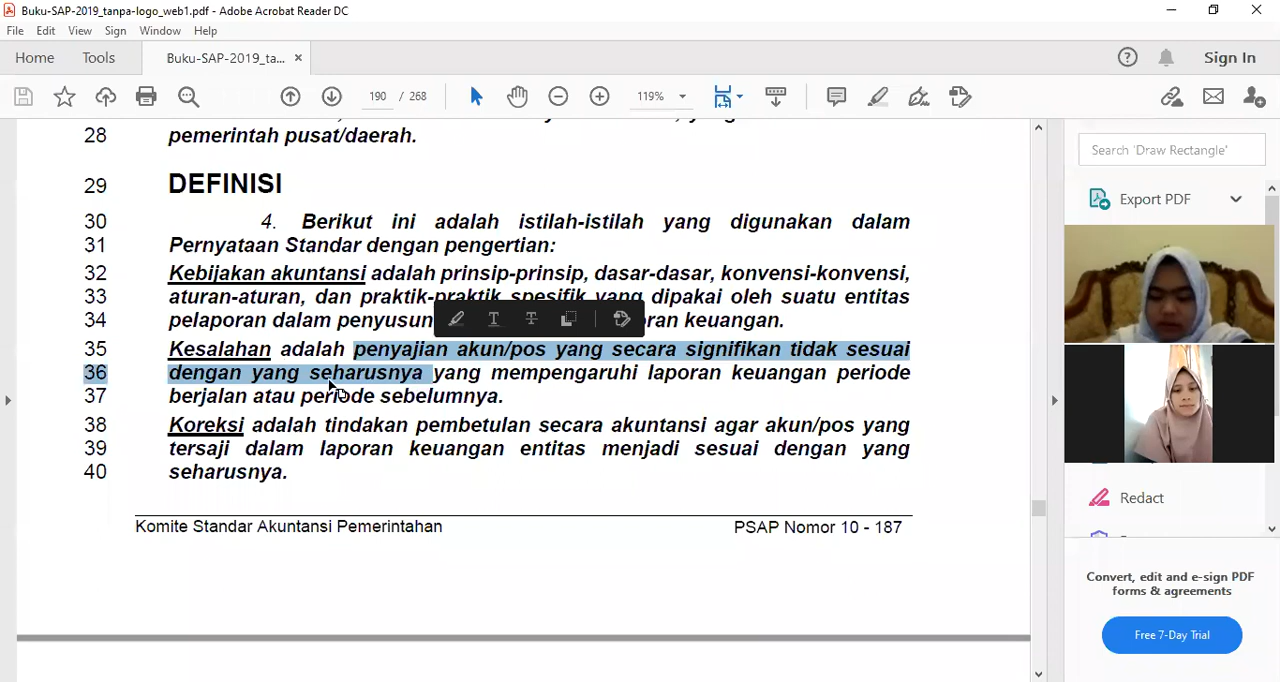 Buku-SAP-2019_tanpa-logo_web1.pdf - Adobe Acrobat Reader DC
File Edit View Sign Window Help
Home Tools Buku-SAP-2019_ta... × Sign In
190 / 268 119%
28 pemerintah pusat/daerah.
29 DEFINISI
30 4. Berikut ini adalah istilah-istilah yang digunakan dalam
31 Pernyataan Standar dengan pengertian:
32 Kebijakan akuntansi adalah prinsip-prinsip, dasar-dasar, konvensi-konvensi,
33 aturan-aturan, dan praktik-praktik spesifik yang dipakai oleh suatu entitas
34 pelaporan dalam penyusun oran keuangan.
35 Kesalahan adalah penyajian akun/pos yang secara signifikan tidak sesuai
36 dengan yang seharusnya yang mempengaruhi laporan keuangan periode
37 berjalan atau periode sebelumnya.
38 Koreksi adalah tindakan pembetulan secara akuntansi agar akun/pos yang
39 tersaji dalam laporan keuangan entitas menjadi sesuai dengan yang
40 seharusnya.
Komite Standar Akuntansi Pemerintahan PSAP Nomor 10 - 187
Search 'Draw Rectangle'
Export PDF
Redact
Convert, edit and e-sign PDF
forms & agreements
Free 7-Day Trial